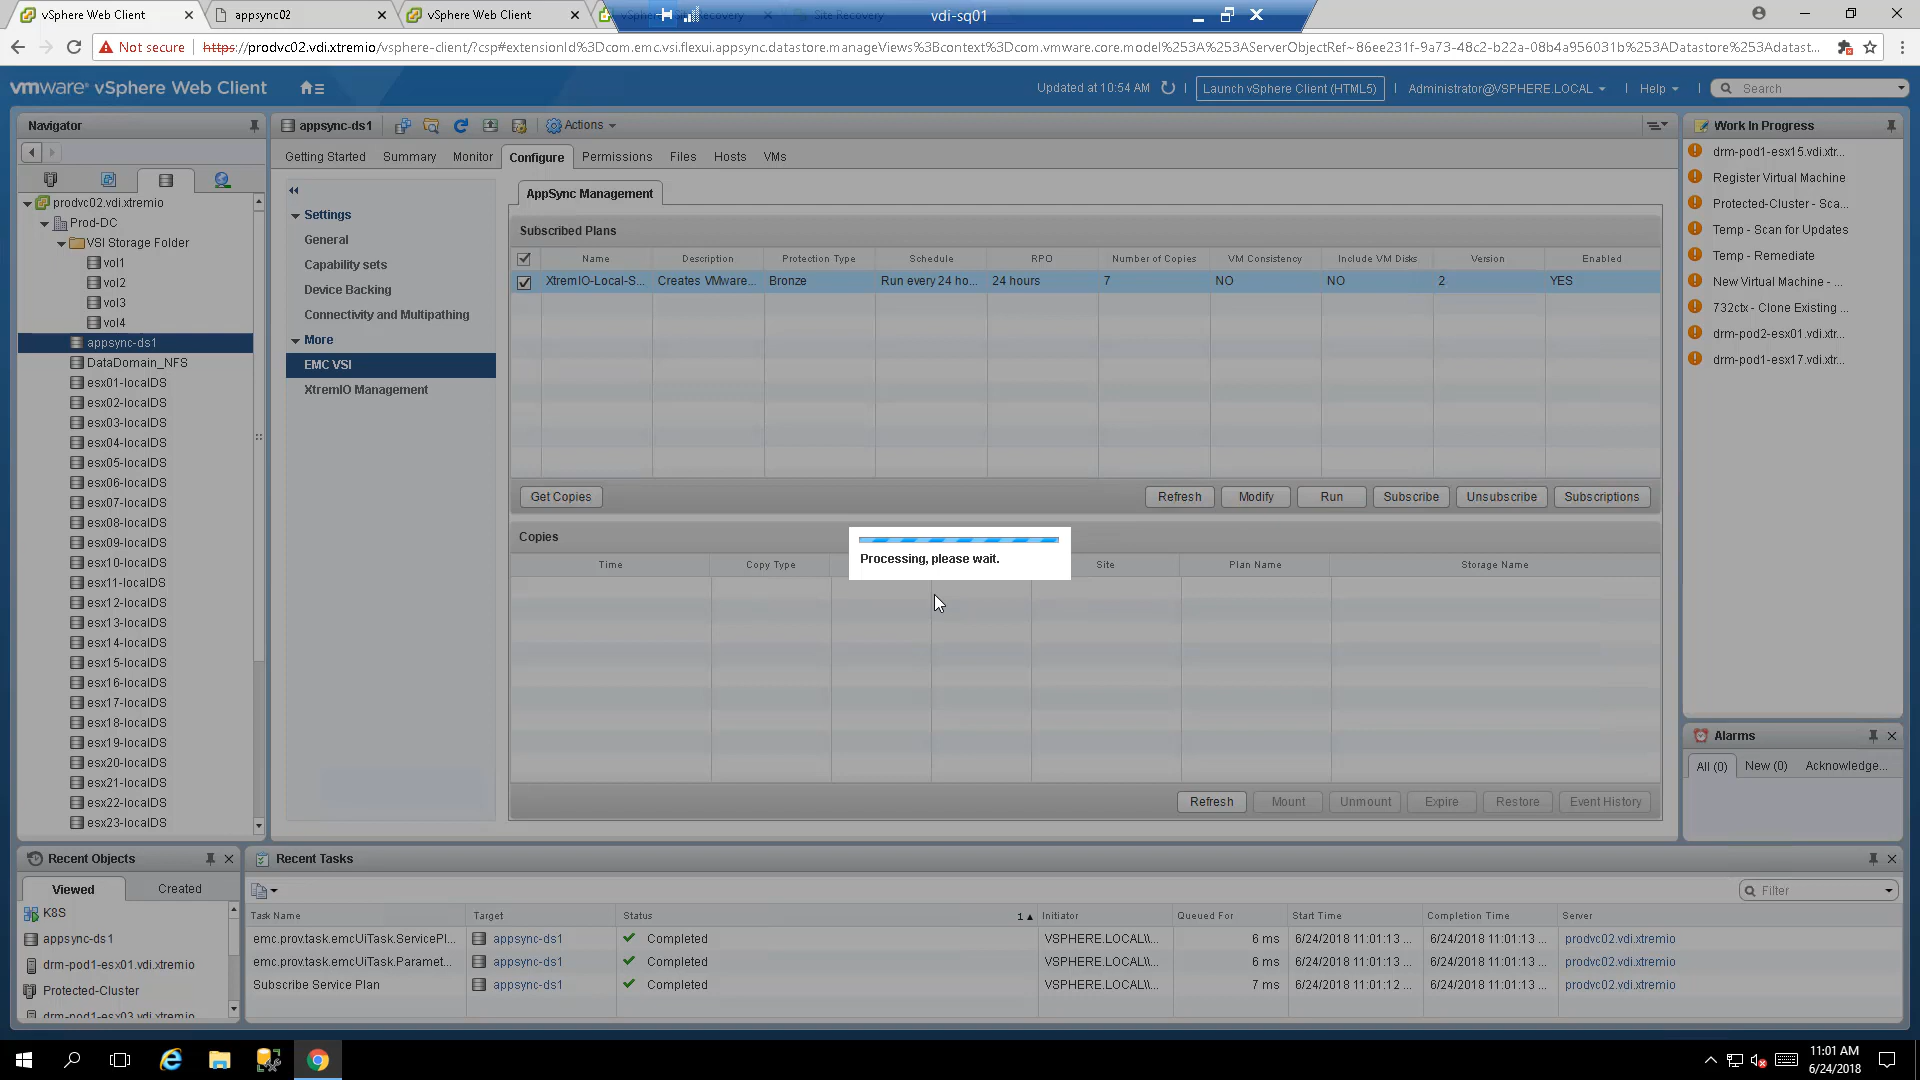 vSphere Web Client
appsync02
vSphere Web Client
vSphere
Recovery
Site Recovery
vdi-sq01
Not secure
https://prodvc02.vdi.xtremio/vsphere-client/?csp#extensionId%3Dcom.emc.vsi.flexui.appsync.datastore.manageViews%3Bcontext%3Dcom.vmware.core.model%253A%253AServerObjectRef~86ee231f-9a73-48c2-b22a-08b4a956031b%253ADatastore%253Adatast...
vmware® vSphere Web Client
Updated at 10:54 AM
Launch vSphere Client (HTML5)
Administrator@VSPHERE.LOCAL
Help
Search
Navigator
prodvc02.vdi.xtremio
Prod-DC
VSI Storage Folder
vol1
vol2
vol3
vol4
appsync-ds1
DataDomain_NFS
esx01-localDS
esx02-localDS
esx03-localDS
esx04-localDS
esx05-localDS
esx06-localDS
esx07-localDS
esx08-localDS
esx09-localDS
esx10-localDS
esx11-localDS
esx12-localDS
esx13-localDS
esx14-localDS
esx15-localDS
esx16-localDS
esx17-localDS
esx18-localDS
esx19-localDS
esx20-localDS
esx21-localDS
esx22-localDS
esx23-localDS
appsync-ds1
Actions
Getting Started Summary Monitor Configure Permissions Files Hosts VMs
Settings
General
Capability sets
Device Backing
Connectivity and Multipathing
More
EMC VSI
XtremIO Management
AppSync Management
Subscribed Plans
Name Description Protection Type Schedule RPO Number of Copies VM Consistency Include VM Disks Version Enabled
XtremIO-Local-S... Creates VMware... Bronze Run every 24 ho... 24 hours 7 NO NO 2 YES
Get Copies Refresh Modify Run Subscribe Unsubscribe Subscriptions
Copies
Time Copy Type Site Plan Name Storage Name
Processing, please wait.
Refresh Mount Unmount Expire Restore Event History
Work In Progress
drm-pod1-esx15.vdi.xtr...
Register Virtual Machine
Protected-Cluster - Sca...
Temp - Scan for Updates
Temp - Remediate
New Virtual Machine - ...
732ctx - Clone Existing ...
drm-pod2-esx01.vdi.xtr...
drm-pod1-esx17.vdi.xtr...
Alarms
All (0) New (0) Acknowledge...
Recent Objects
Viewed Created
K8S
appsync-ds1
drm-pod1-esx01.vdi.xtremio
Protected-Cluster
drm-pod1-esx03.vdi.xtremio
Recent Tasks
Filter
Task Name Target Status 1 Initiator Queued For Start Time Completion Time Server
emc.prov.task.emcUiTask.ServicePl... appsync-ds1 Completed VSPHERE.LOCAL\\... 6 ms 6/24/2018 11:01:13 ... 6/24/2018 11:01:13 ... prodvc02.vdi.xtremio
emc.prov.task.emcUiTask.Paramet... appsync-ds1 Completed VSPHERE.LOCAL\\... 6 ms 6/24/2018 11:01:13 ... 6/24/2018 11:01:13 ... prodvc02.vdi.xtremio
Subscribe Service Plan appsync-ds1 Completed VSPHERE.LOCAL\\... 7 ms 6/24/2018 11:01:12 ... 6/24/2018 11:01:13 ... prodvc02.vdi.xtremio
11:01 AM
6/24/2018